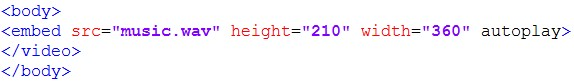 <body>
<embed src="music.wav" height="210" width="360" autoplay>
</video>
</body>